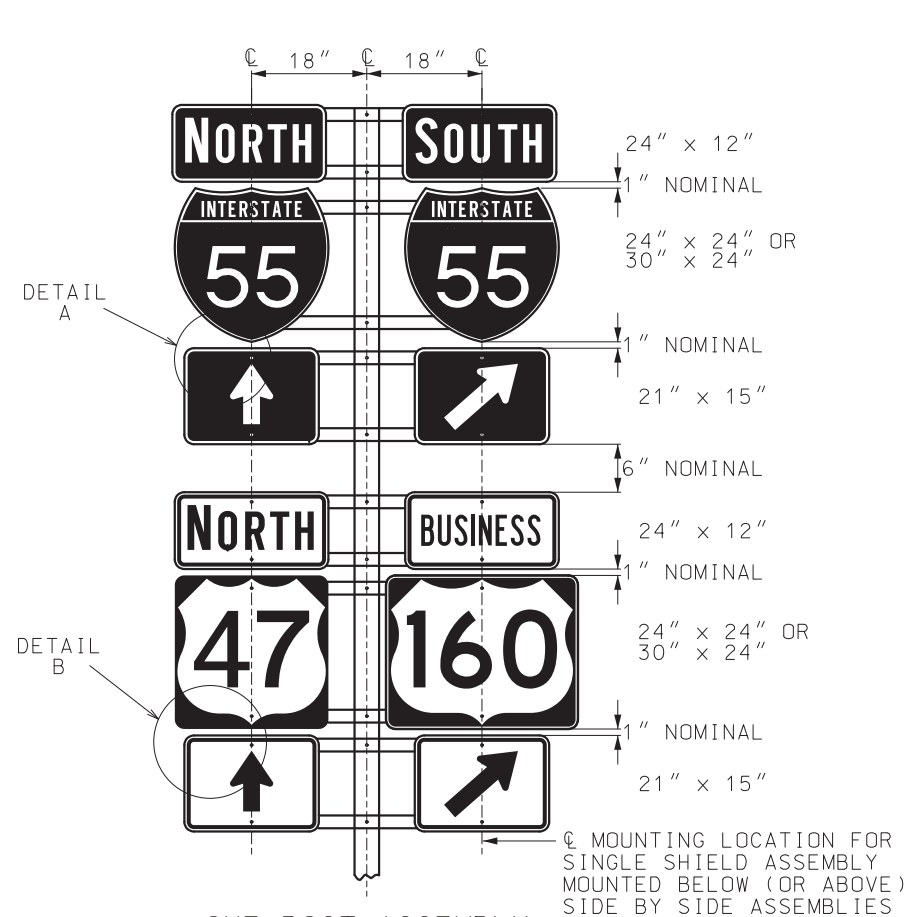 ℄ 18" ℄ 18" ℄
NORTH SOUTH
24" x 12"
1" NOMINAL
INTERSTATE INTERSTATE
55 55
24" x 24" OR
30" x 24"
DETAIL
A
1" NOMINAL
21" x 15"
6" NOMINAL
NORTH BUSINESS
24" x 12"
1" NOMINAL
47 160
24" x 24" OR
30" x 24"
DETAIL
B
1" NOMINAL
21" x 15"
℄ MOUNTING LOCATION FOR
SINGLE SHIELD ASSEMBLY
MOUNTED BELOW (OR ABOVE)
SIDE BY SIDE ASSEMBLIES